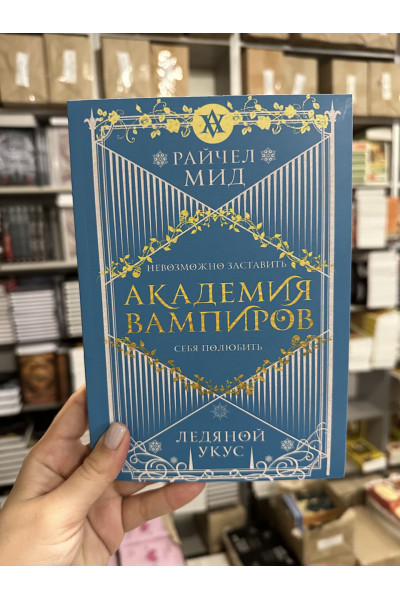 РАЙЧЕЛ
МИД
НЕВОЗМОЖНО ЗАСТАВИТЬ
АКАДЕМИЯ
ВАМПИРОВ
СЕБЯ ПОЛЮБИТЬ
ЛЕДЯНОЙ
УКУС